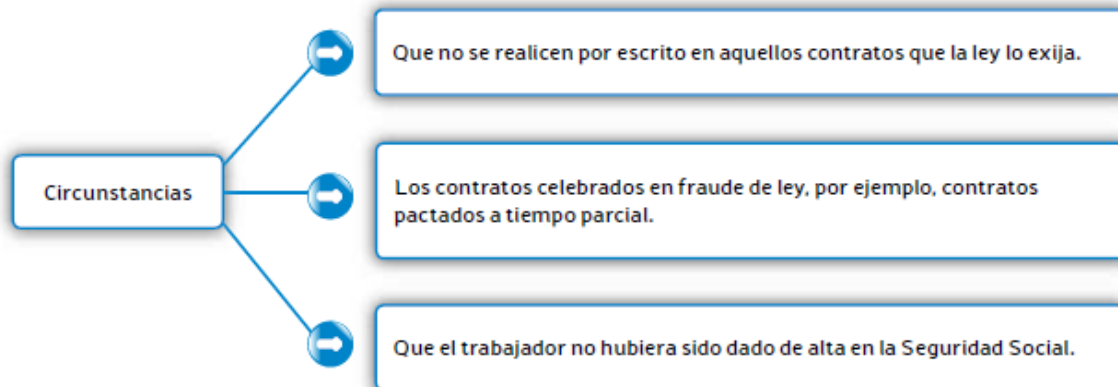 Que no se realicen por escrito en aquellos contratos que la ley lo exija.
Circunstancias
Los contratos celebrados en fraude de ley, por ejemplo, contratos
pactados a tiempo parcial.
Que el trabajador no hubiera sido dado de alta en la Seguridad Social.